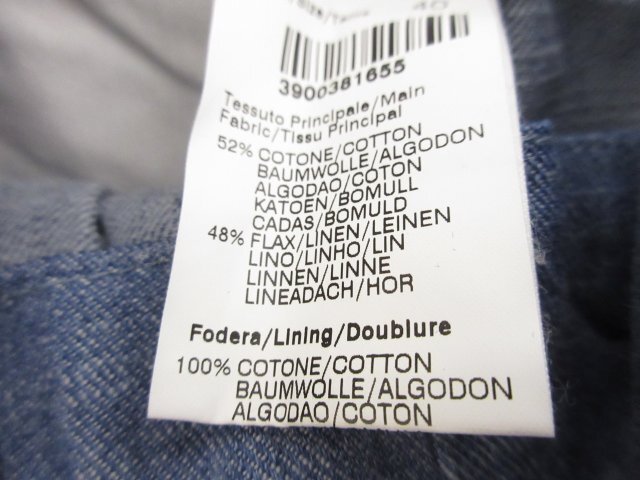 3900381655
Tessuto Principale/Main
Fabric/Tissu Principal
52% COTONE/COTTON
BAUMWOLLE/ALGODON
ALGODAO/COTON
KATOEN/BOMULL
CADAS/BOMULD
48% FLAX/LINEN/LEINEN
LINO/LINHO/LIN
LINNEN/LINNE
LINEADACH/HOR
Fodera/Lining/Doublure
100% COTONE/COTTON
BAUMWOLLE/ALGODON
ALGODAO/COTON